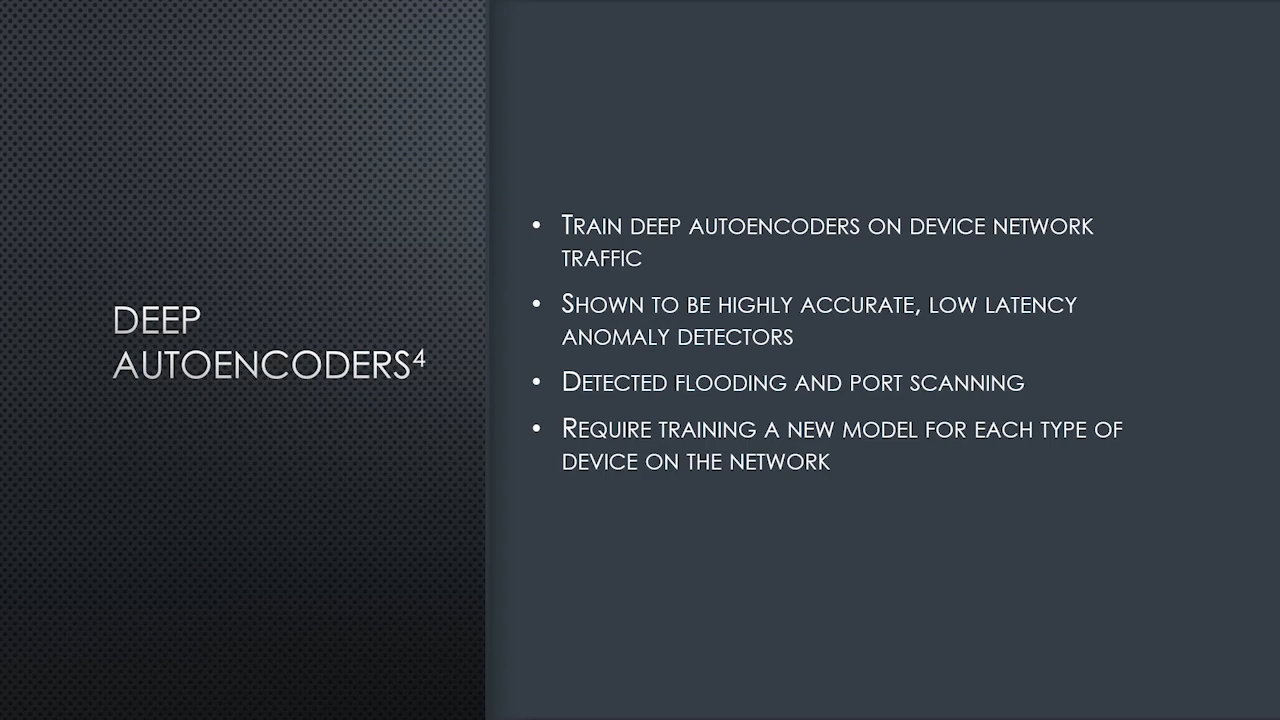 DEEP
AUTOENCODERS⁴
• TRAIN DEEP AUTOENCODERS ON DEVICE NETWORK
TRAFFIC
• SHOWN TO BE HIGHLY ACCURATE, LOW LATENCY
ANOMALY DETECTORS
• DETECTED FLOODING AND PORT SCANNING
• REQUIRE TRAINING A NEW MODEL FOR EACH TYPE OF
DEVICE ON THE NETWORK